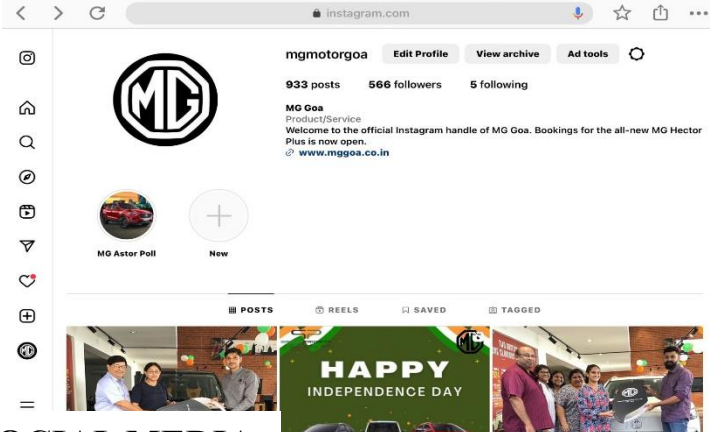 instagram.com
mgmotorgoa Edit Profile View archive Ad tools
933 posts 566 followers 5 following
MG Goa
Product/Service
Welcome to the official Instagram handle of MG Goa. Bookings for the all-new MG Hector
Plus is now open.
www.mggoa.co.in
MG
MG Astor Poll New
POSTS REELS SAVED TAGGED
MG
HAPPY
INDEPENDENCE DAY